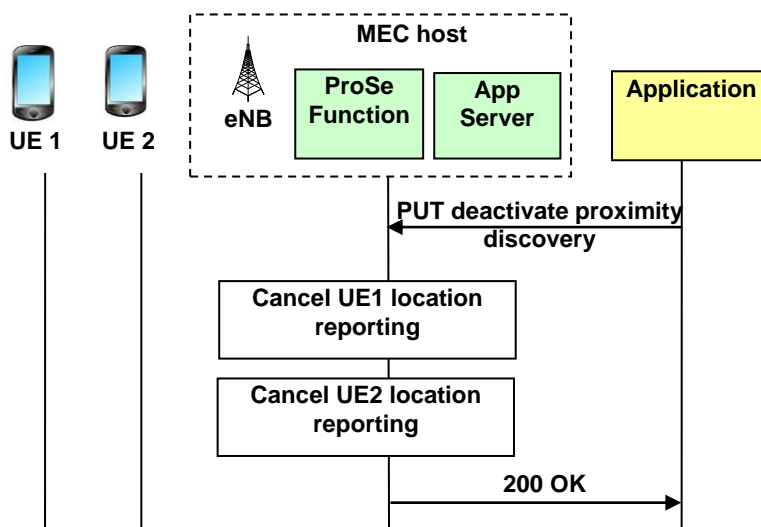 MEC host
UE 1
UE 2
eNB
ProSe
Function
App
Server
Application
PUT deactivate proximity
discovery
Cancel UE1 location
reporting
Cancel UE2 location
reporting
200 OK